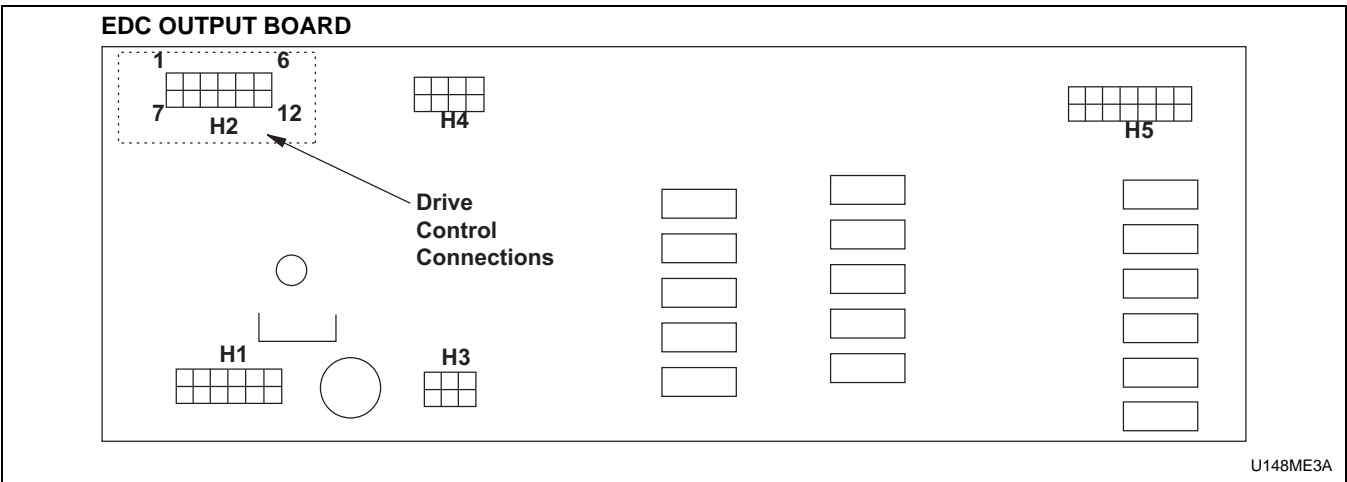 EDC OUTPUT BOARD
1 6
7 12
H2
H4
H5
Drive
Control
Connections
H1
H3
U148ME3A